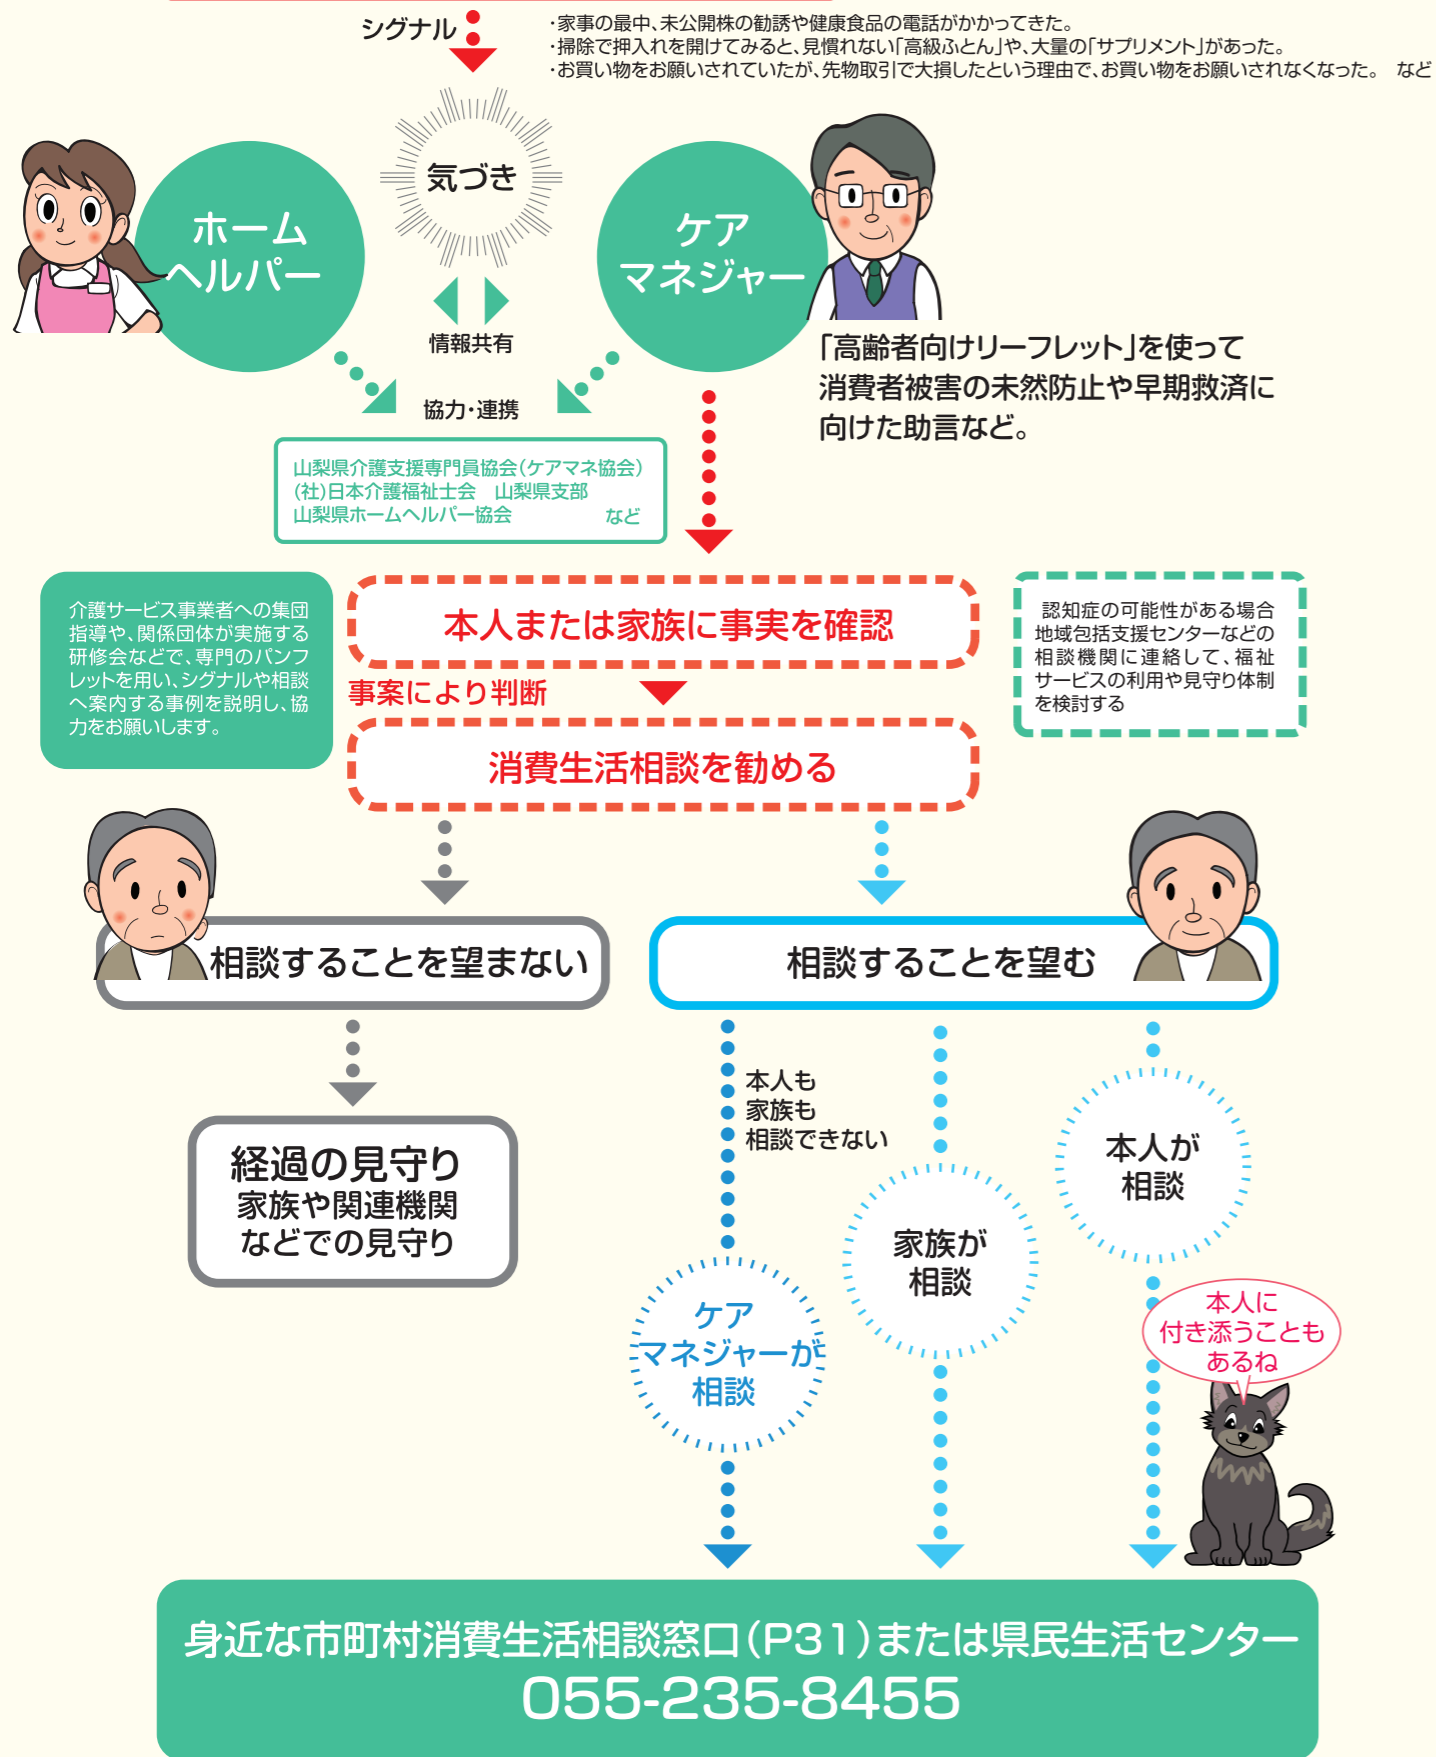 シグナル
・家事の最中、未公開株の勧誘や健康食品の電話がかかってきた。
・掃除で押入れを開けてみると、見慣れない「高級ふとん」や、大量の「サプリメント」があった。
・お買い物をお願いされていたが、先物取引で大損したという理由で、お買い物をお願いされなくなった。 など
気づき
ホーム
ヘルパー
ケア
マネジャー
情報共有
協力・連携
「高齢者向けリーフレット」を使って
消費者被害の未然防止や早期救済に
向けた助言など。
山梨県介護支援専門員協会(ケアマネ協会)
(社)日本介護福祉士会 山梨県支部
山梨県ホームヘルパー協会 など
介護サービス事業者への集団
指導や、関係団体が実施する
研修会などで、専門のパンフ
レットを用い、シグナルや相談
へ案内する事例を説明し、協
力をお願いします。
本人または家族に事実を確認
事案により判断
消費生活相談を勧める
認知症の可能性がある場合
地域包括支援センターなどの
相談機関に連絡して、福祉
サービスの利用や見守り体制
を検討する
相談することを望まない
相談することを望む
経過の見守り
家族や関連機関
などでの見守り
本人も
家族も
相談できない
ケア
マネジャーが
相談
家族が
相談
本人が
相談
本人に
付き添うことも
あるね
身近な市町村消費生活相談窓口(P31)または県民生活センター
055-235-8455